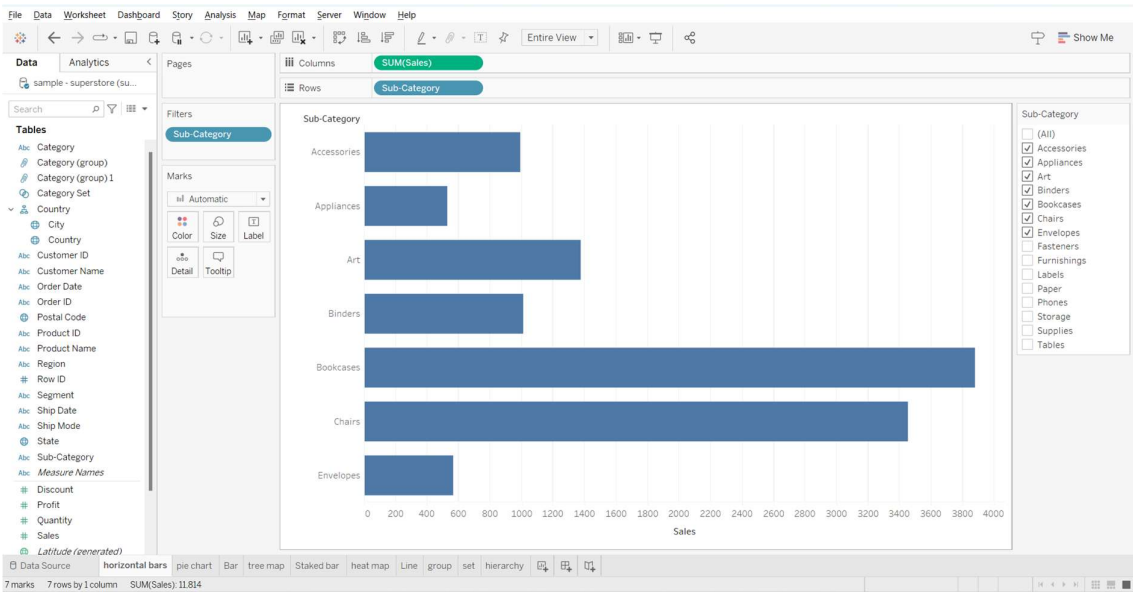 File Data Worksheet Dashboard Story Analysis Map Format Server Window Help
Entire View
Show Me
Data Analytics
sample - superstore (su...
Search
Tables
Abc Category
Category (group)
Category (group) 1
Category Set
Country
City
Country
Abc Customer ID
Abc Customer Name
Abc Order Date
Abc Order ID
Postal Code
Abc Product ID
Abc Product Name
Abc Region
# Row ID
Abc Segment
Abc Ship Date
Abc Ship Mode
State
Abc Sub-Category
Abc Measure Names
# Discount
# Profit
# Quantity
# Sales
Latitude (generated)
Pages
Filters
Sub-Category
Marks
Automatic
Color Size Label
Detail Tooltip
Columns SUM(Sales)
Rows Sub-Category
Sub-Category
Accessories
Appliances
Art
Binders
Bookcases
Chairs
Envelopes
0 200 400 600 800 1000 1200 1400 1600 1800 2000 2200 2400 2600 2800 3000 3200 3400 3600 3800 4000
Sales
Sub-Category
(All)
Accessories
Appliances
Art
Binders
Bookcases
Chairs
Envelopes
Fasteners
Furnishings
Labels
Paper
Phones
Storage
Supplies
Tables
Data Source horizontal bars pie chart Bar tree map Staked bar heat map Line group set hierarchy
7 marks 7 rows by 1 column SUM(Sales): 11.814